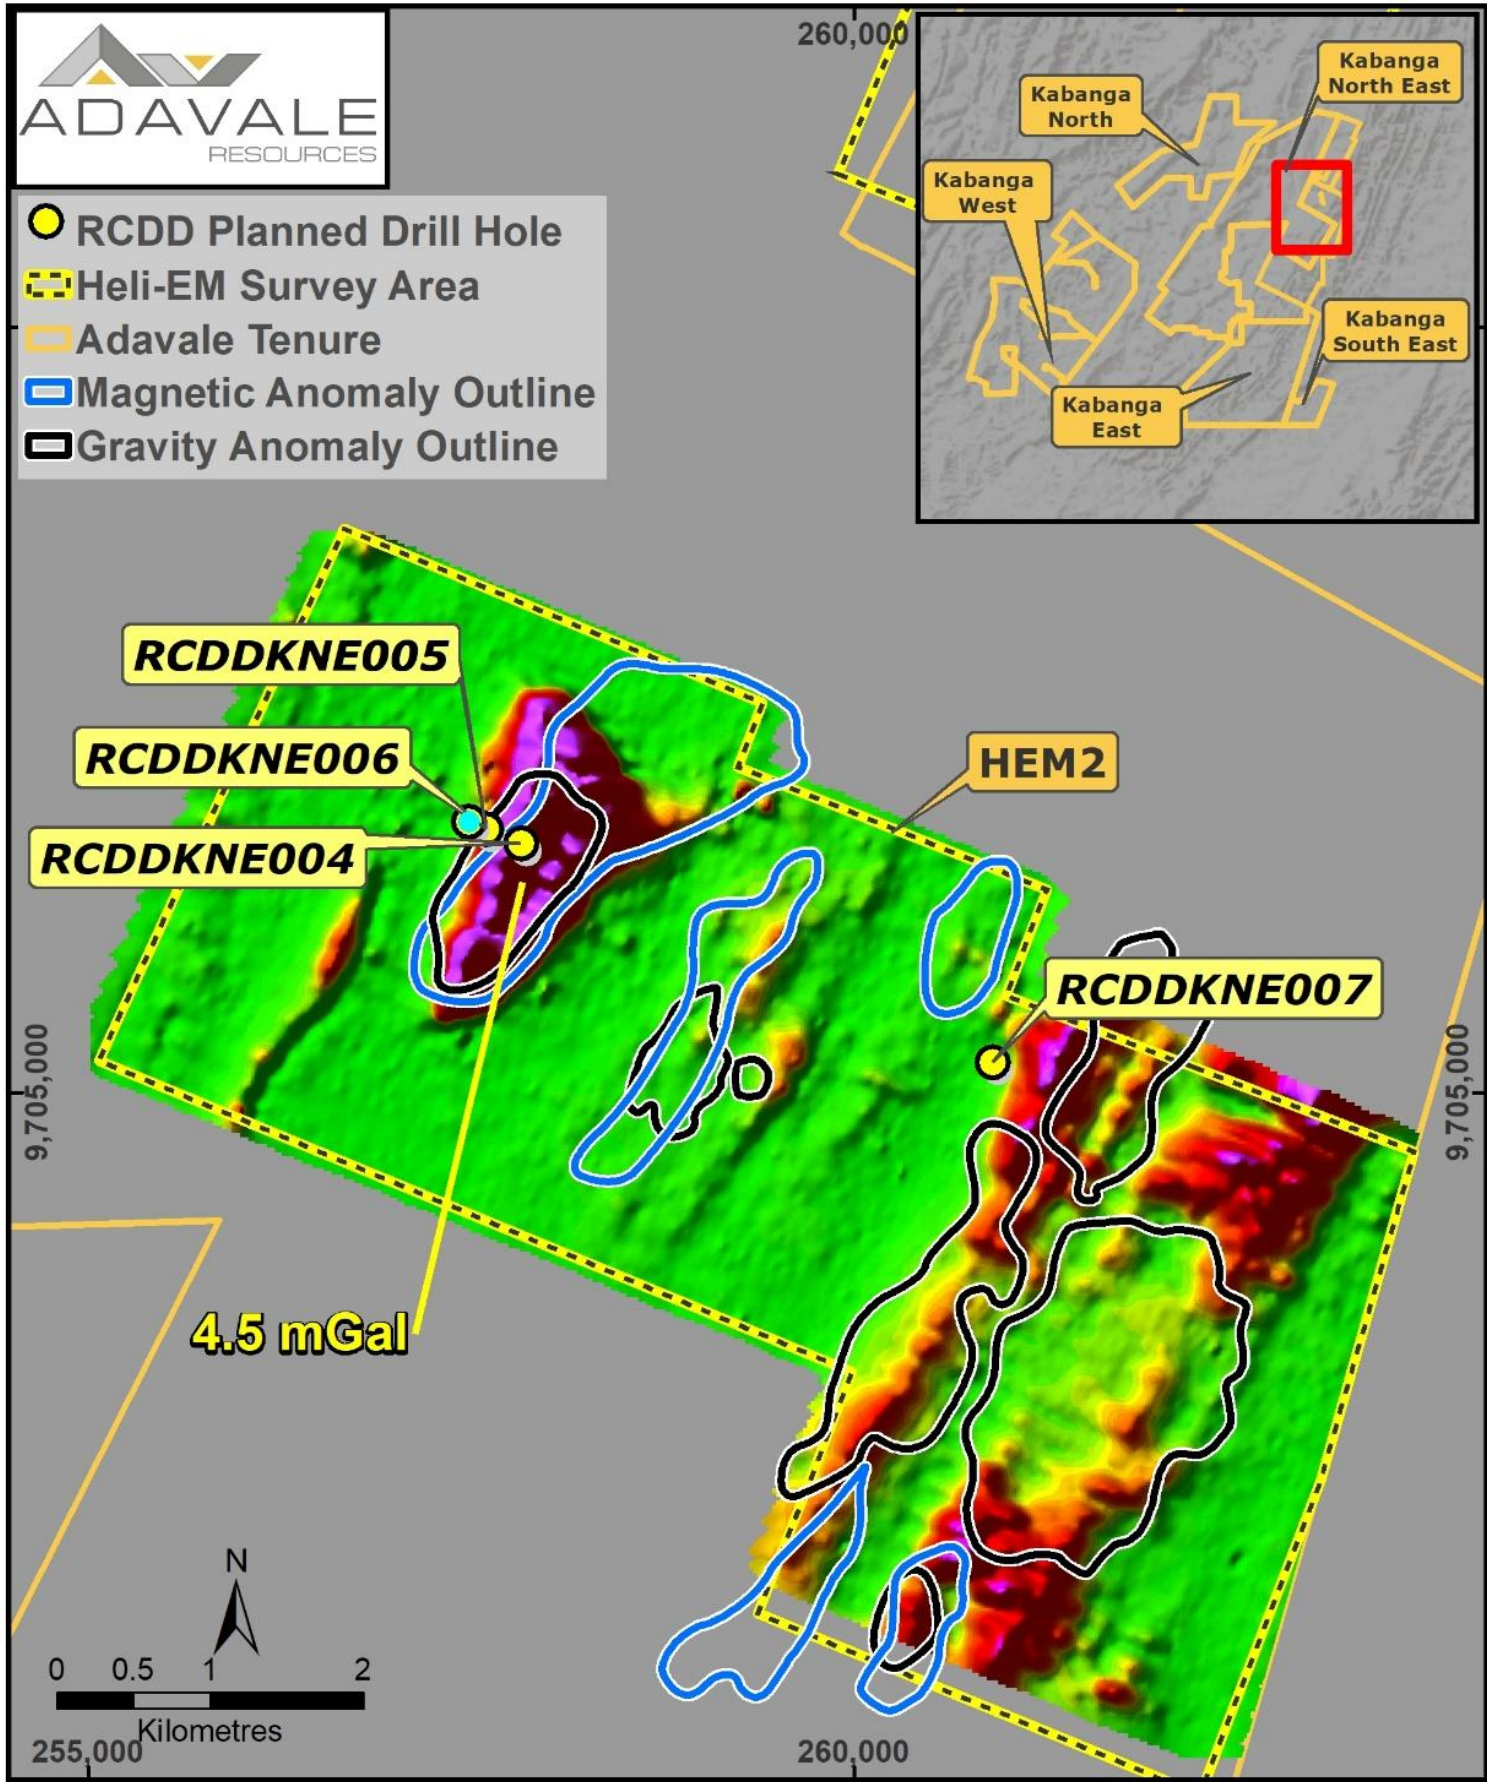 ADAVALE
RESOURCES
RCDD Planned Drill Hole
Heli-EM Survey Area
Adavale Tenure
Magnetic Anomaly Outline
Gravity Anomaly Outline
260,000
Kabanga
North East
Kabanga
North
Kabanga
West
Kabanga
South East
Kabanga
East
RCDDKNE005
RCDDKNE006
RCDDKNE004
HEM2
RCDDKNE007
9,705,000
9,705,000
4.5 mGal
N
0 0.5 1 2
Kilometres
255,000
260,000